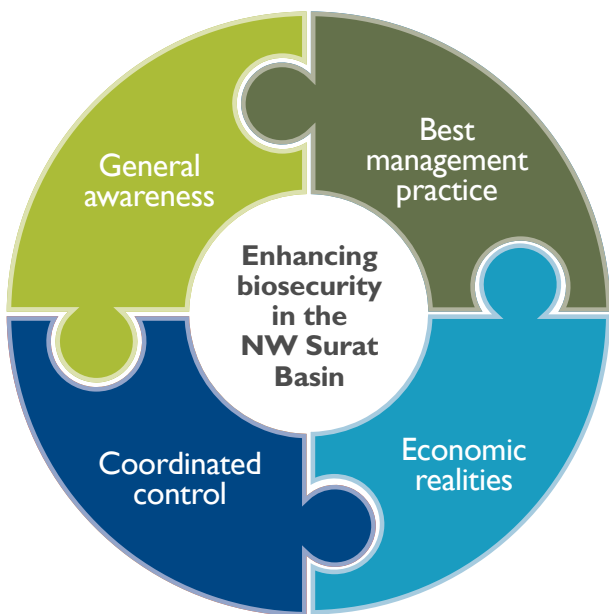 General
awareness
Best
management
practice
Enhancing
biosecurity
in the
NW Surat
Basin
Coordinated
control
Economic
realities